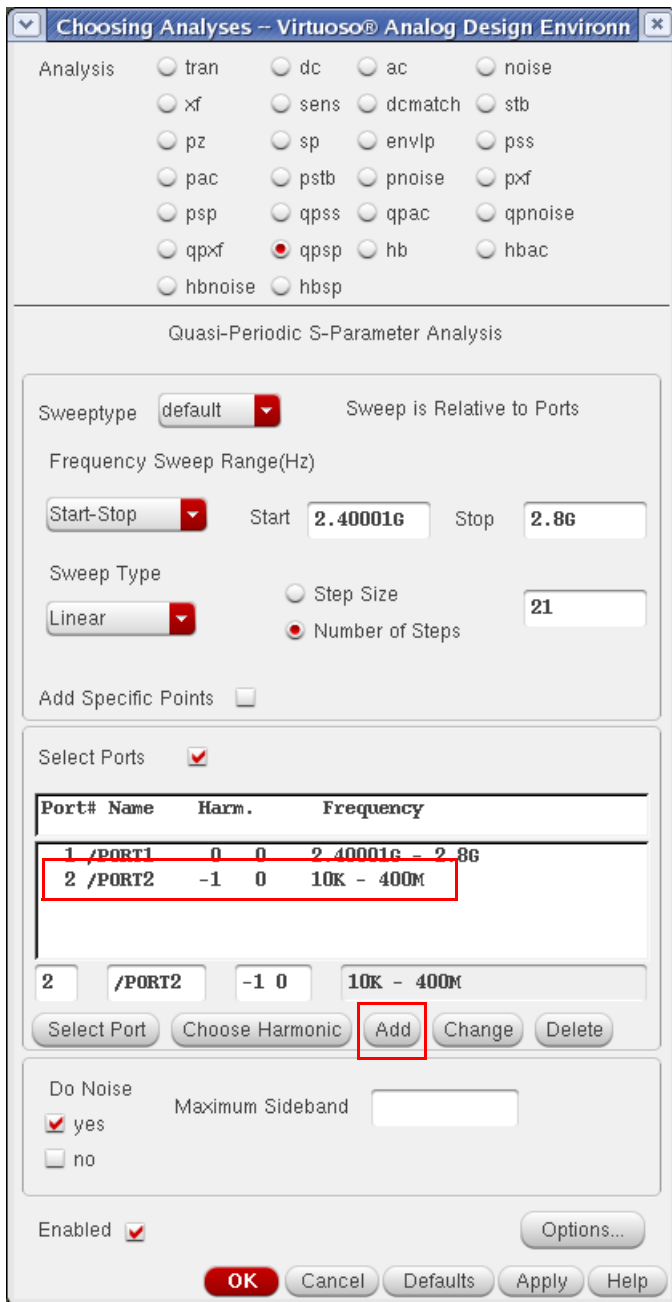 Choosing Analyses -- Virtuoso® Analog Design Environn
Analysis tran dc ac noise
xf sens dcmatch stb
pz sp envlp pss
pac pstb pnoise pxf
psp qpss qpac qpnoise
qpxf qpsp hb hbac
hbnoise hbsp
Quasi-Periodic S-Parameter Analysis
Sweeptype default Sweep is Relative to Ports
Frequency Sweep Range(Hz)
Start-Stop Start 2.40001G Stop 2.8G
Sweep Type
Step Size
Linear 21
Number of Steps
Add Specific Points
Select Ports
Port# Name Harm. Frequency
1 /PORT1 0 0 2.40001G - 2.8G
2 /PORT2 -1 0 10K - 400M
2 /PORT2 -1 0 10K - 400M
Select Port Choose Harmonic Add Change Delete
Do Noise
Maximum Sideband
yes
no
Enabled Options...
OK Cancel Defaults Apply Help